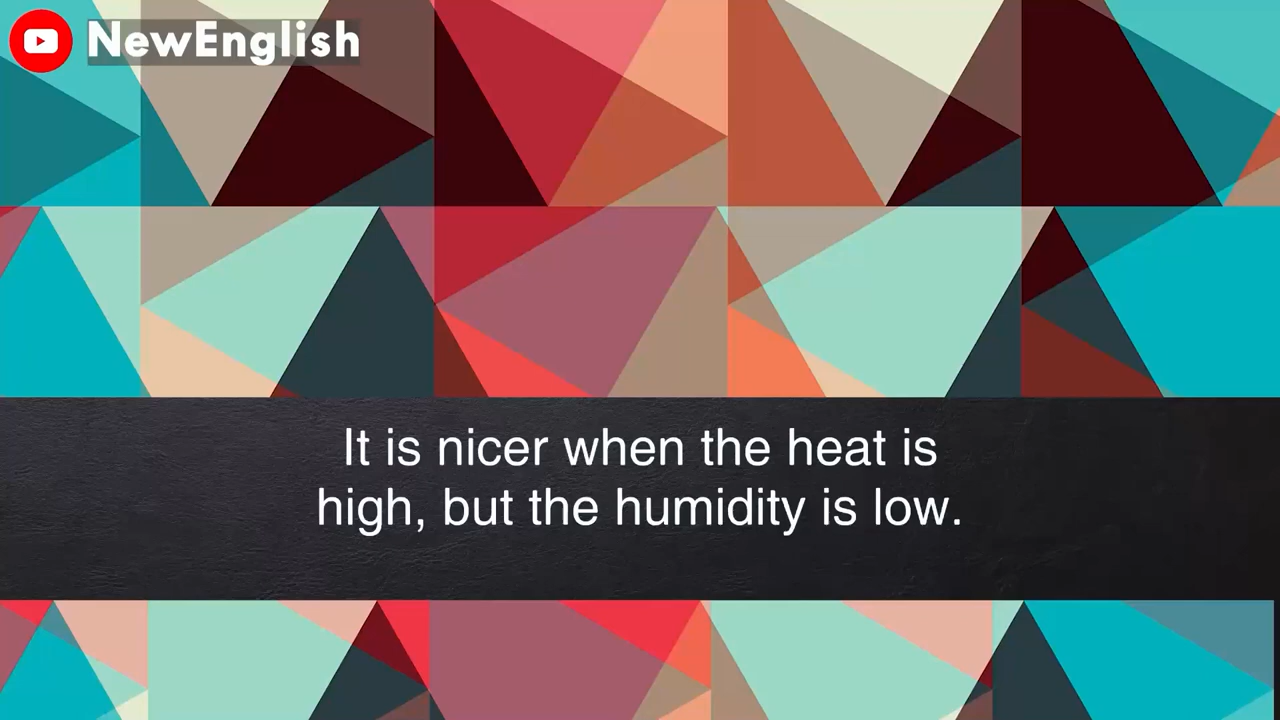 NewEnglish
It is nicer when the heat is
high, but the humidity is low.